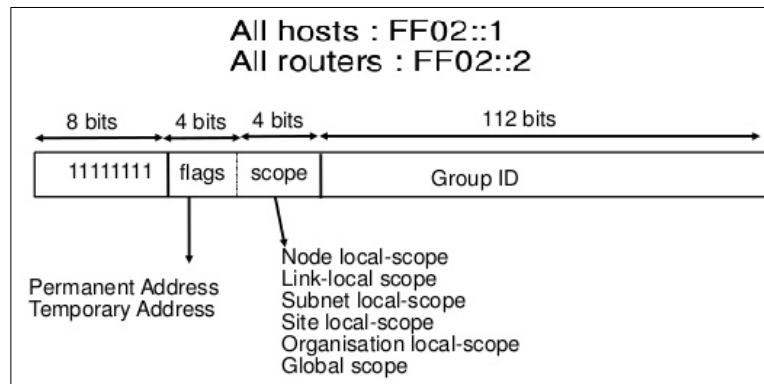 All hosts : FF02::1
All routers : FF02::2
8 bits 4 bits 4 bits 112 bits
11111111 flags scope Group ID
Permanent Address
Temporary Address
Node local-scope
Link-local scope
Subnet local-scope
Site local-scope
Organisation local-scope
Global scope